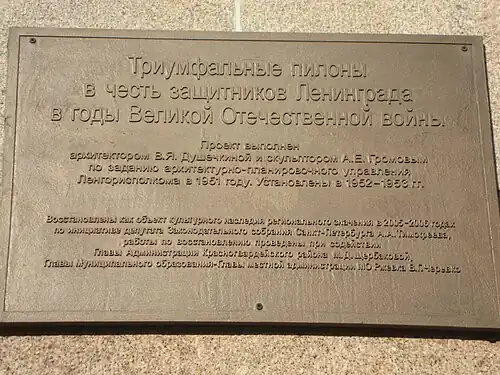 Триумфальные пилоны
в честь защитников Ленинграда
в годы Великой Отечественной войны.
Проект выполнен
архитектором В.Я. Душечкиной и скульптором А.Е. Громовым
по заданию архитектурно-планировочного управления
Ленгорисполкома в 1951 году. Установлены в 1952-1953 гг.
Восстановлены как объект культурного наследия регионального значения в 2005-2006 годах
по инициативе депутата Законодательного собрания Санкт-Петербурга А.А.Тимофеева,
работы по восстановлению проведены при содействии
Главы Администрации Красногвардейского района М.Д.Щербаковой,
Главы Муниципального образования-Главы местной администрации МО Ржевка В.Г.Черевко